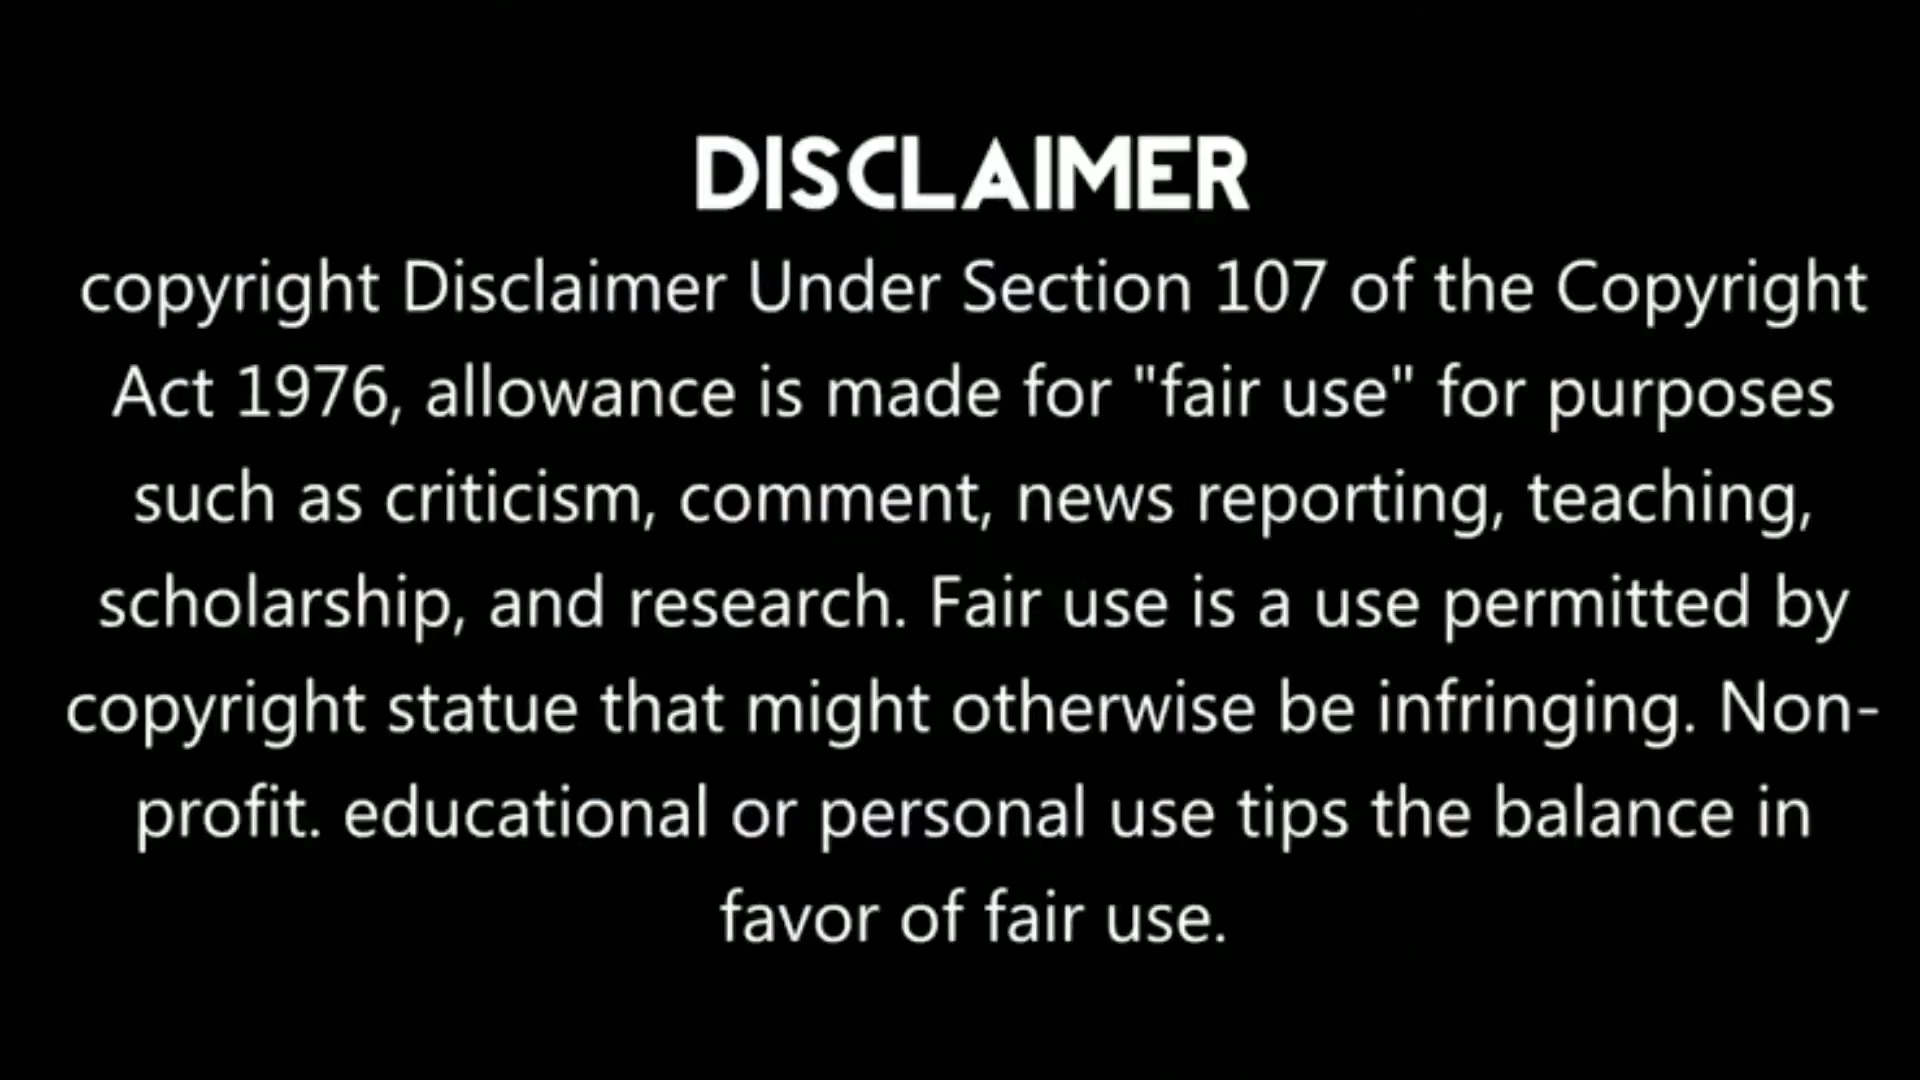 DISCLAIMER
copyright Disclaimer Under Section 107 of the Copyright
Act 1976, allowance is made for "fair use" for purposes
such as criticism, comment, news reporting, teaching,
scholarship, and research. Fair use is a use permitted by
copyright statue that might otherwise be infringing. Non-
profit. educational or personal use tips the balance in
favor of fair use.